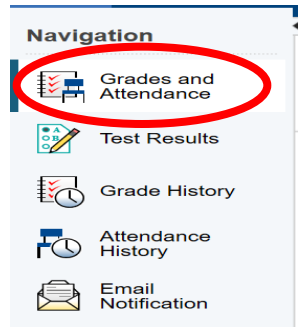 Navigation
Grades and
Attendance
Test Results
Grade History
Attendance
History
Email
Notification